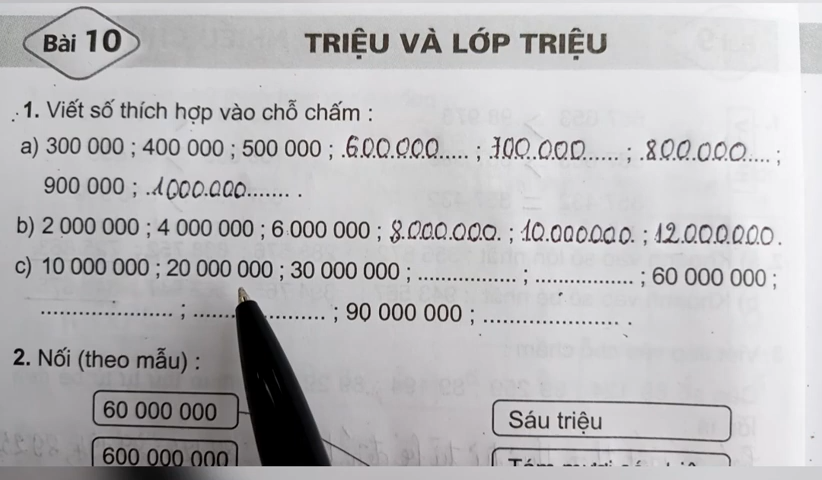 Bài 10
TRIỆU VÀ LỚP TRIỆU
1. Viết số thích hợp vào chỗ chấm :
a) 300 000 ; 400 000 ; 500 000 ; .600.000..... ; 700.000...... ; .800.000.... ;
900 000 ; .1000.000....... .
b) 2 000 000 ; 4 000 000 ; 6 000 000 ; 8.000.000. ; 10.000.000. ; 12.000.000.
c) 10 000 000 ; 20 000 000 ; 30 000 000 ; .................. ; .................. ; 60 000 000 ;
.................... ; .................... ; 90 000 000 ; ...................... .
2. Nối (theo mẫu) :
60 000 000
Sáu triệu
600 000 000